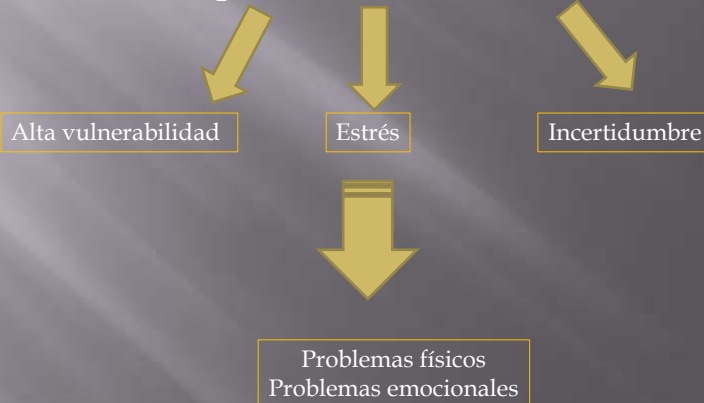 Alta vulnerabilidad
Estrés
Incertidumbre
Problemas físicos
Problemas emocionales